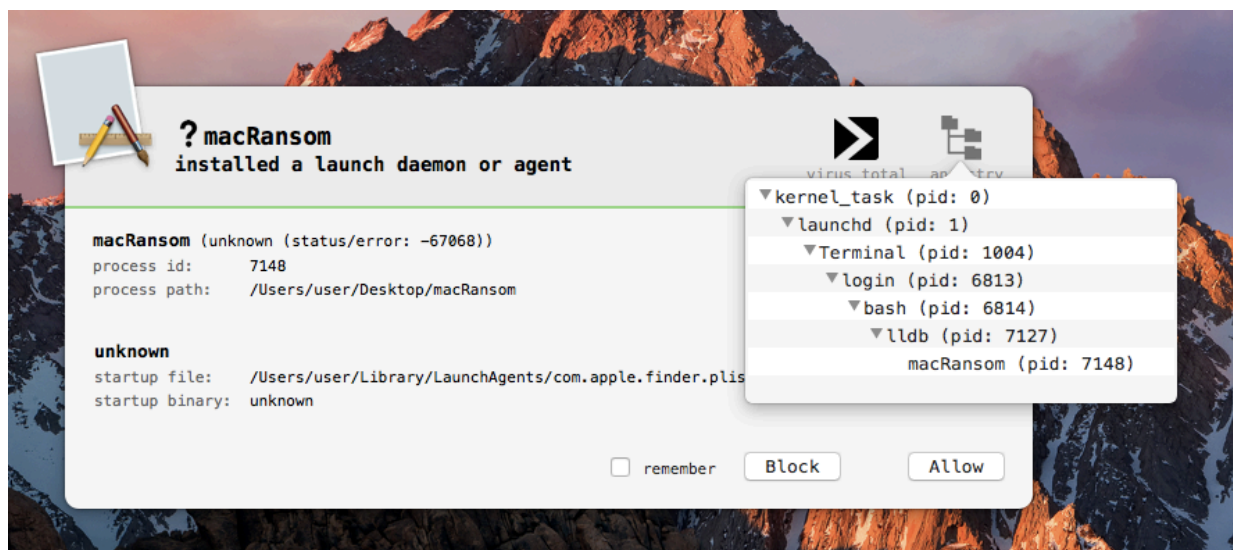 ? macRansom
installed a launch daemon or agent
virus total
macRansom (unknown (status/error: -67068))
process id: 7148
process path: /Users/user/Desktop/macRansom
unknown
startup file: /Users/user/Library/LaunchAgents/com.apple.finder.plis
startup binary: unknown
remember
Block
Allow
kernel_task (pid: 0)
launchd (pid: 1)
Terminal (pid: 1004)
login (pid: 6813)
bash (pid: 6814)
lldb (pid: 7127)
macRansom (pid: 7148)